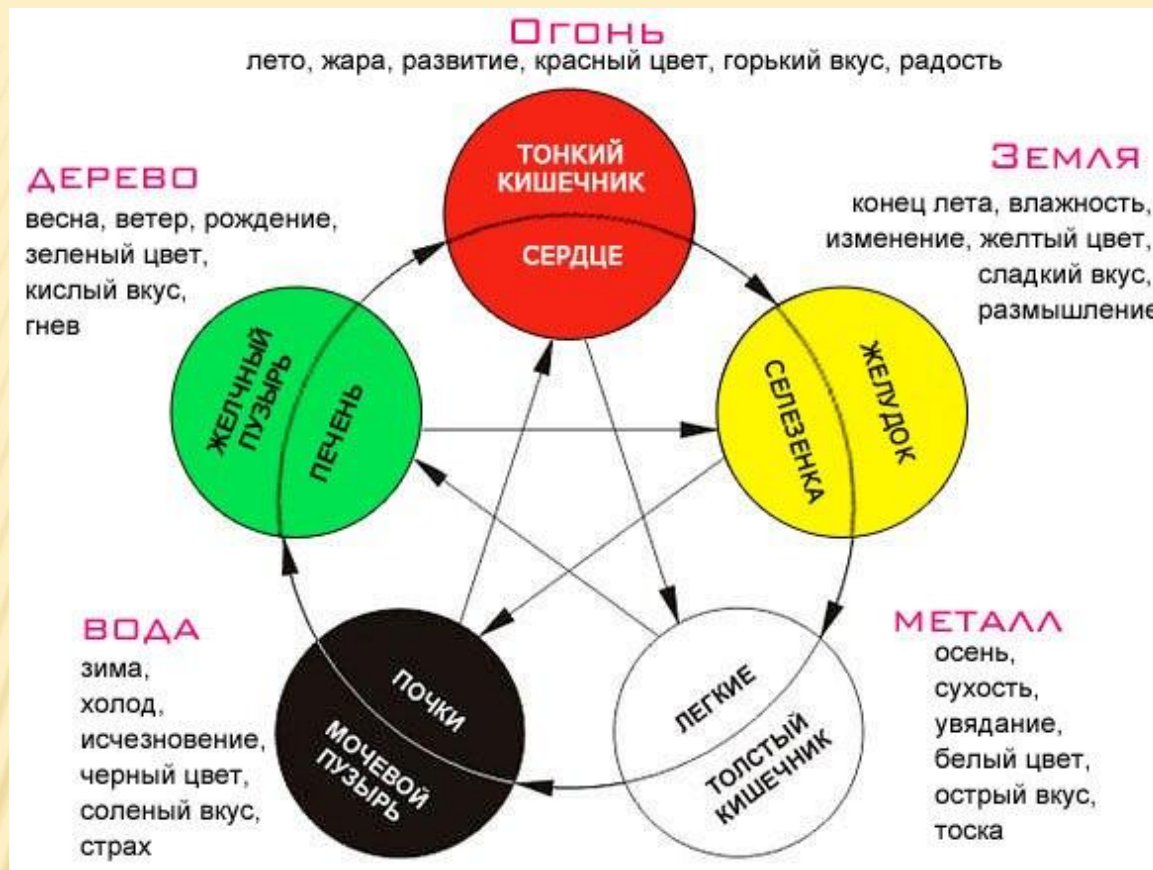 Огонь
лето, жара, развитие, красный цвет, горький вкус, радость
ТОНКИЙ
КИШЕЧНИК
СЕРДЦЕ
ДЕРЕВО
весна, ветер, рождение,
зеленый цвет,
кислый вкус,
гнев
Земля
конец лета, влажность,
изменение, желтый цвет,
сладкий вкус,
размышление
ЖЕЛЧНЫЙ
ПУЗЫРЬ
ПЕЧЕНЬ
СЕЛЕЗЕНКА
ЖЕЛУДОК
ВОДА
зима,
холод,
исчезновение,
черный цвет,
соленый вкус,
страх
ПОЧКИ
МОЧЕВОЙ
ПУЗЫРЬ
ЛЕГКИЕ
ТОЛСТЫЙ
КИШЕЧНИК
МЕТАЛЛ
осень,
сухость,
увядание,
белый цвет,
острый вкус,
тоска